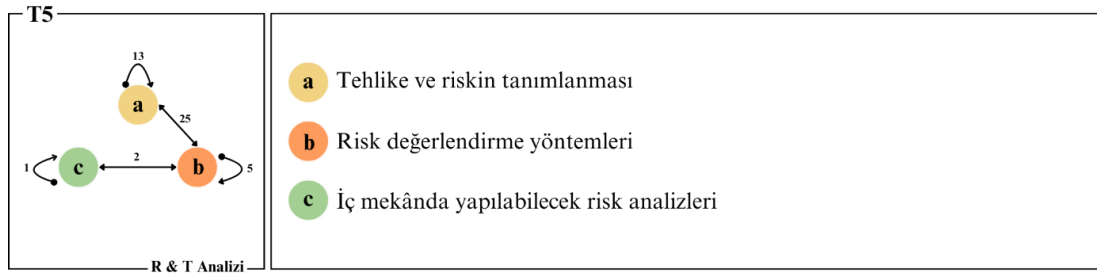 T5
13
a
25
1
c
2
b
5
R & T Analizi
a Tehlike ve riskin tanımlanması
b Risk değerlendirme yöntemleri
c İç mekânda yapılabilecek risk analizleri